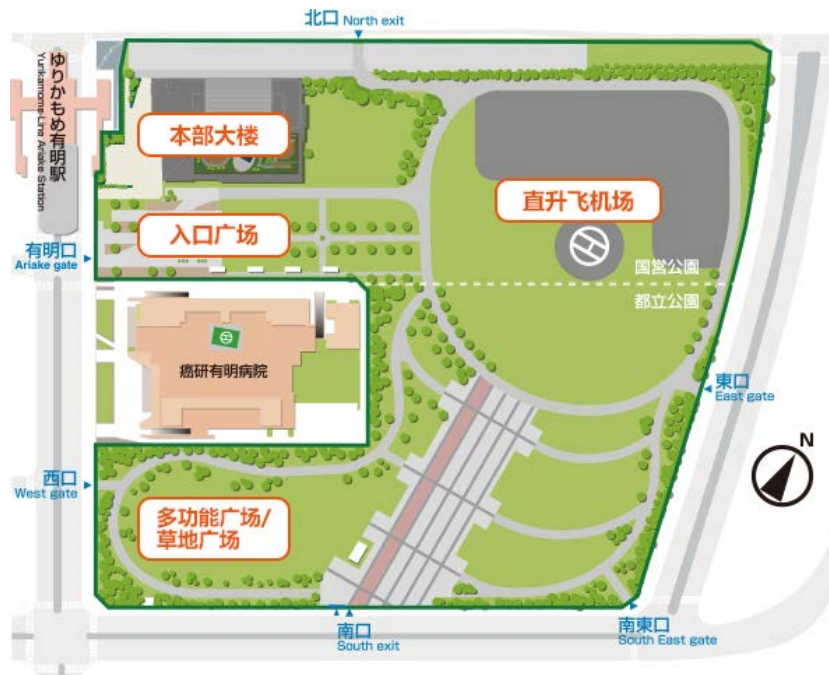 北口 North exit
ゆりかもめ有明駅
Yurikamome-Line Ariake Station
本部大楼
直升飞机场
入口广场
有明口
Ariake gate
国営公園
都立公園
癌研有明病院
東口
East gate
N
西口
West gate
多功能广场/
草地广场
南口
South exit
南東口
South East gate